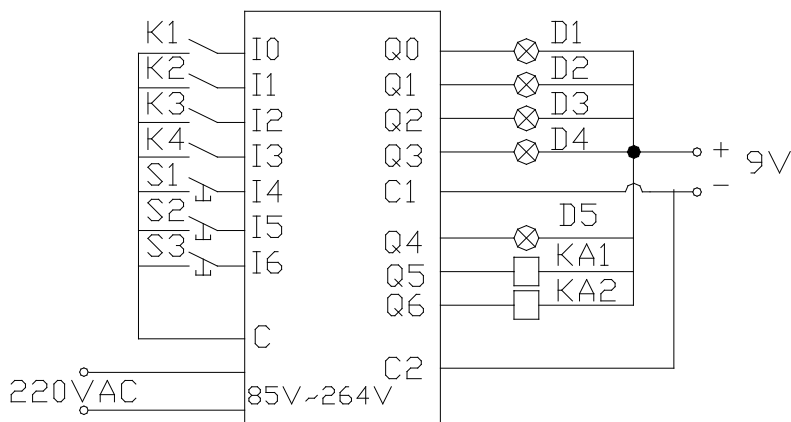 K1 I0 Q0 D1
K2 I1 Q1 D2
K3 I2 Q2 D3
K4 I3 Q3 D4 + 9V
S1 I4 C1 −
S2 I5 Q4 D5
S3 I6 Q5 KA1
Q6 KA2
C C2
220VAC 85V~264V